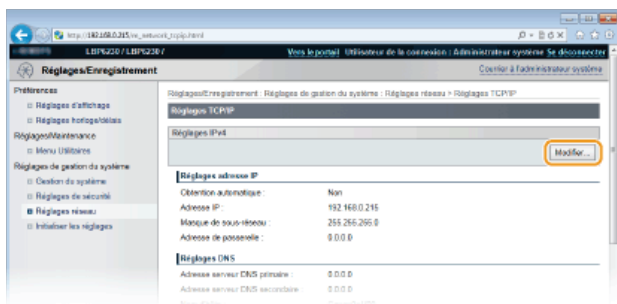 http://192.168.0.215/m_network_tcpip.html
LBP6230 / LBP6230 /
Vers le portail Utilisateur de la connexion : Administrateur système Se déconnecter
Réglages/Enregistrement
Courrier à l'administrateur système
Préférences
Réglages d'affichage
Réglages horloge/délais
Réglages/Maintenance
Menu Utilitaires
Réglages de gestion du système
Gestion du système
Réglages de sécurité
Réglages réseau
Initialiser les réglages
Réglages/Enregistrement : Réglages de gestion du système : Réglages réseau > Réglages TCP/IP
Réglages TCP/IP
Réglages IPv4
Modifier...
Réglages adresse IP
Obtention automatique : Non
Adresse IP : 192.168.0.215
Masque de sous-réseau : 255.255.255.0
Adresse de passerelle : 0.0.0.0
Réglages DNS
Adresse serveur DNS primaire : 0.0.0.0
Adresse serveur DNS secondaire : 0.0.0.0